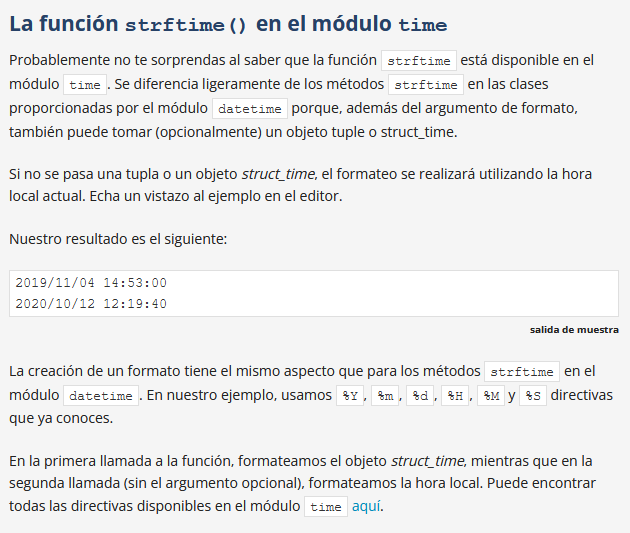 La función strftime() en el módulo time
Probablemente no te sorprendas al saber que la función strftime está disponible en el
módulo time. Se diferencia ligeramente de los métodos strftime en las clases
proporcionadas por el módulo datetime porque, además del argumento de formato,
también puede tomar (opcionalmente) un objeto tuple o struct_time.
Si no se pasa una tupla o un objeto struct_time, el formateo se realizará utilizando la hora
local actual. Echa un vistazo al ejemplo en el editor.
Nuestro resultado es el siguiente:
2019/11/04 14:53:00
2020/10/12 12:19:40
salida de muestra
La creación de un formato tiene el mismo aspecto que para los métodos strftime en el
módulo datetime. En nuestro ejemplo, usamos %Y, %m, %d, %H, %M y %S directivas
que ya conoces.
En la primera llamada a la función, formateamos el objeto struct_time, mientras que en la
segunda llamada (sin el argumento opcional), formateamos la hora local. Puede encontrar
todas las directivas disponibles en el módulo time aquí.